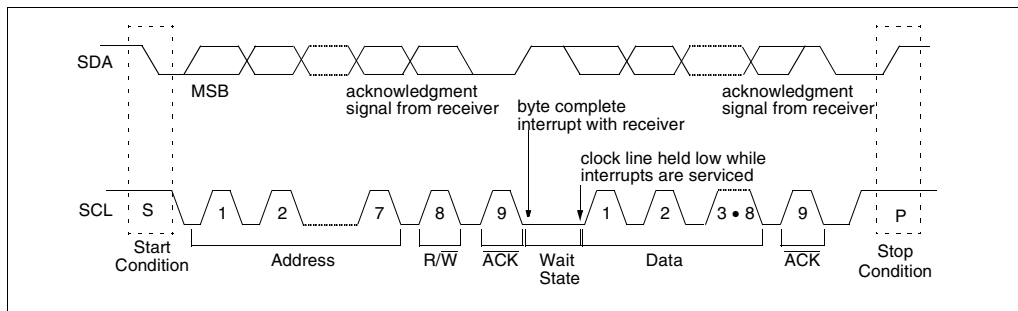 SDA
MSB
acknowledgment
signal from receiver
byte complete
interrupt with receiver
acknowledgment
signal from receiver
clock line held low while
interrupts are serviced
SCL
S
1
2
7
8
9
1
2
3 • 8
9
P
Start
Condition
Address
R/W̅
A̅C̅K̅
Wait
State
Data
A̅C̅K̅
Stop
Condition